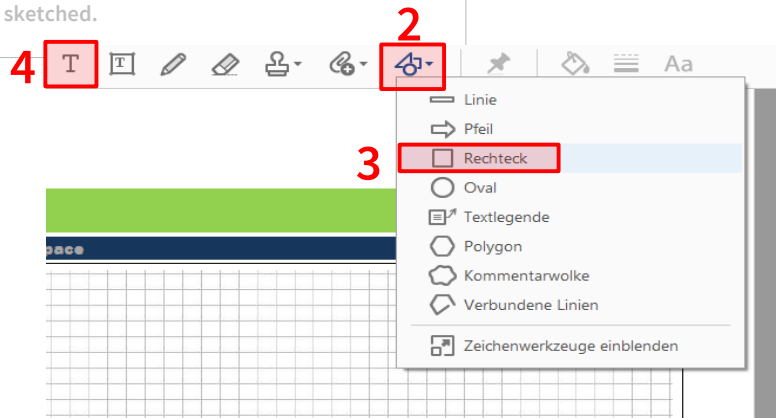 sketched.
2
4
T
T
Aa
Linie
Pfeil
3
Rechteck
Oval
Textlegende
pace
Polygon
Kommentarwolke
Verbundene Linien
Zeichenwerkzeuge einblenden